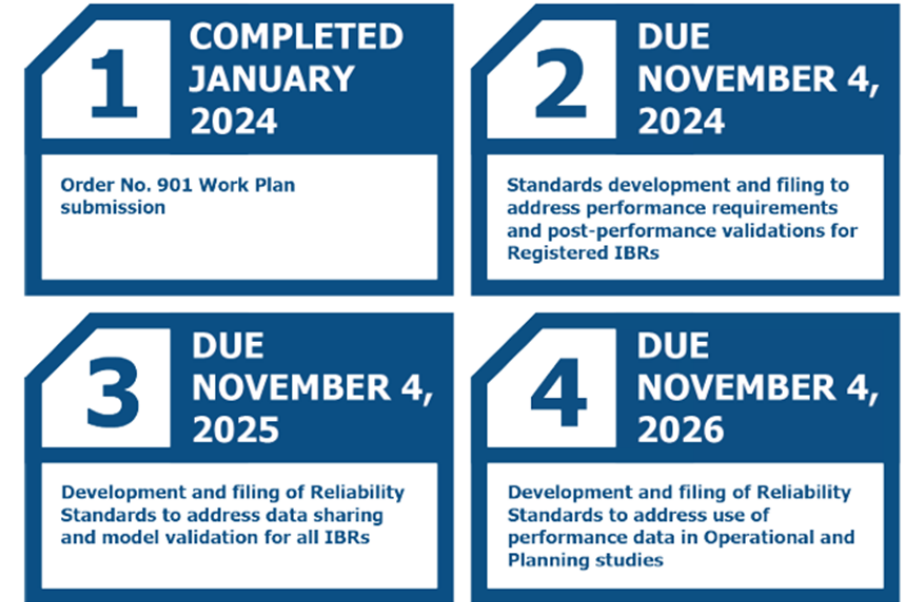 1
COMPLETED
JANUARY
2024
Order No. 901 Work Plan
submission
2
DUE
NOVEMBER 4,
2024
Standards development and filing to
address performance requirements
and post-performance validations for
Registered IBRs
3
DUE
NOVEMBER 4,
2025
Development and filing of Reliability
Standards to address data sharing
and model validation for all IBRs
4
DUE
NOVEMBER 4,
2026
Development and filing of Reliability
Standards to address use of
performance data in Operational and
Planning studies